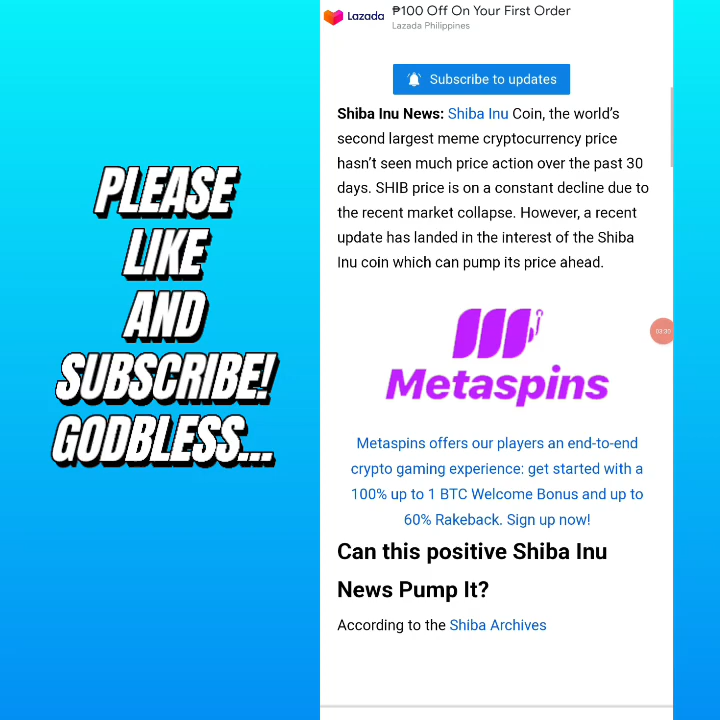 PLEASE
LIKE
AND
SUBSCRIBE!
GODBLESS...
Lazada
₱100 Off On Your First Order
Lazada Philippines
Subscribe to updates
Shiba Inu News: Shiba Inu Coin, the world's
second largest meme cryptocurrency price
hasn't seen much price action over the past 30
days. SHIB price is on a constant decline due to
the recent market collapse. However, a recent
update has landed in the interest of the Shiba
Inu coin which can pump its price ahead.
03:30
Metaspins
Metaspins offers our players an end-to-end
crypto gaming experience: get started with a
100% up to 1 BTC Welcome Bonus and up to
60% Rakeback. Sign up now!
Can this positive Shiba Inu
News Pump It?
According to the Shiba Archives